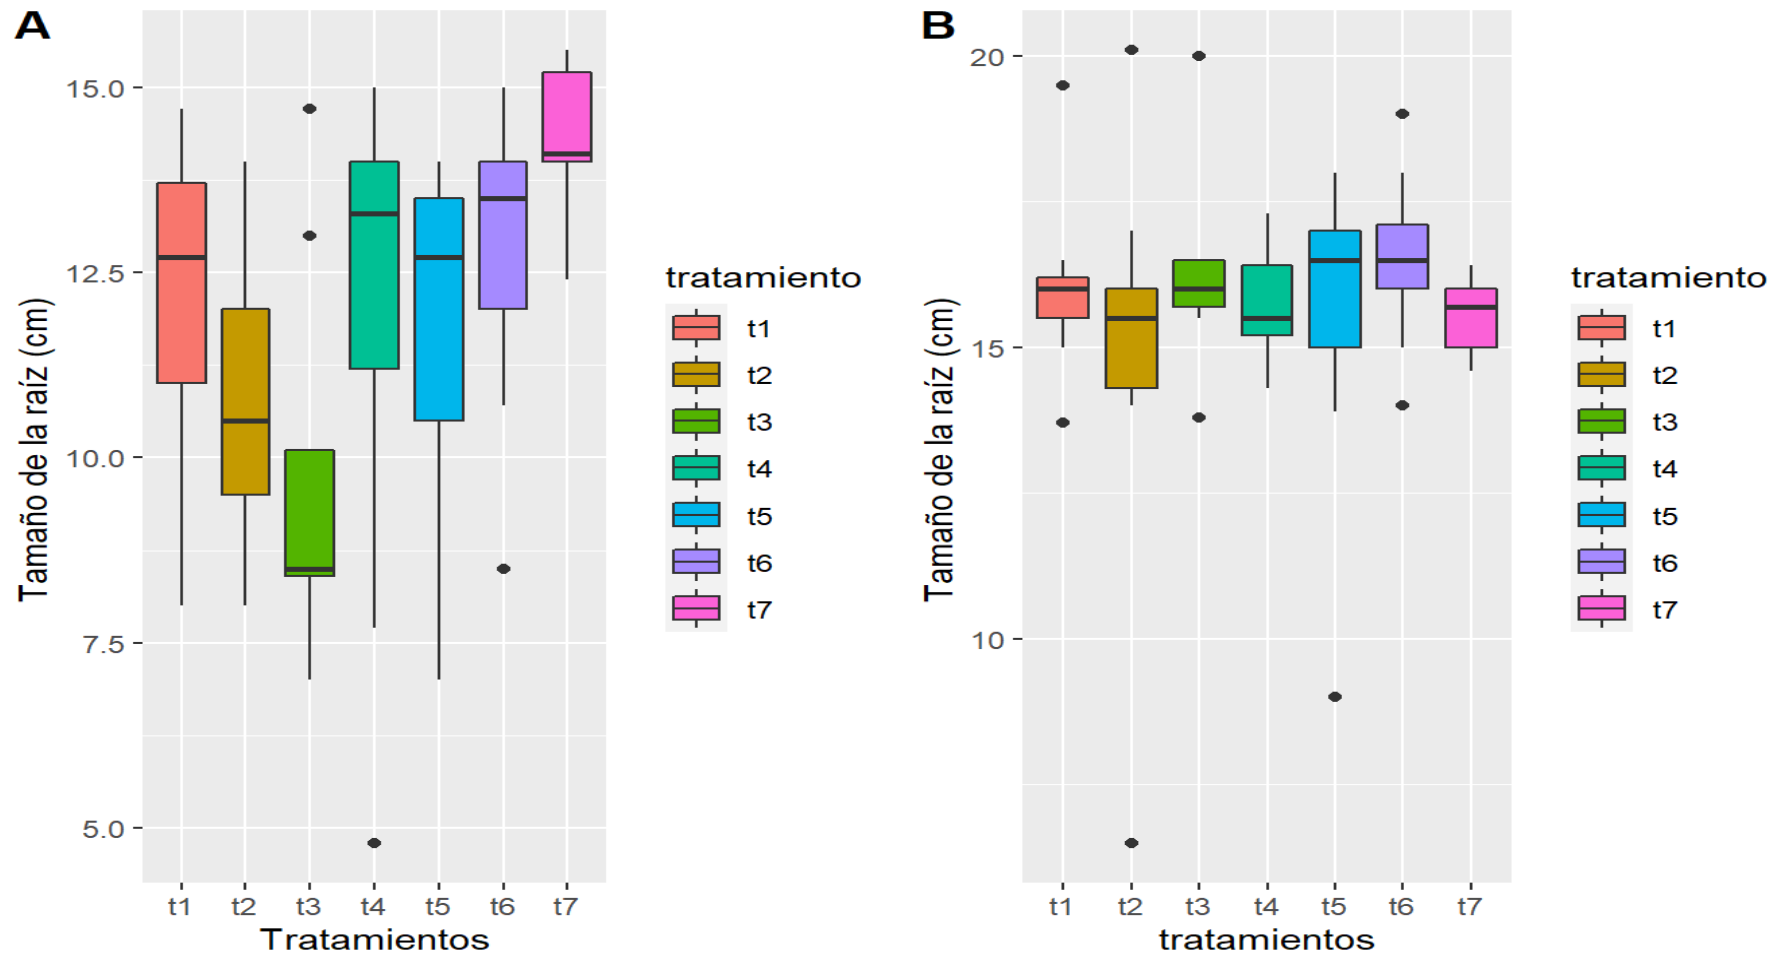 A
15.0
12.5
10.0
7.5
5.0
Tamaño de la raíz (cm)
t1 t2 t3 t4 t5 t6 t7
Tratamientos
tratamiento
t1
t2
t3
t4
t5
t6
t7
B
20
15
10
Tamaño de la raíz (cm)
t1 t2 t3 t4 t5 t6 t7
tratamientos
tratamiento
t1
t2
t3
t4
t5
t6
t7